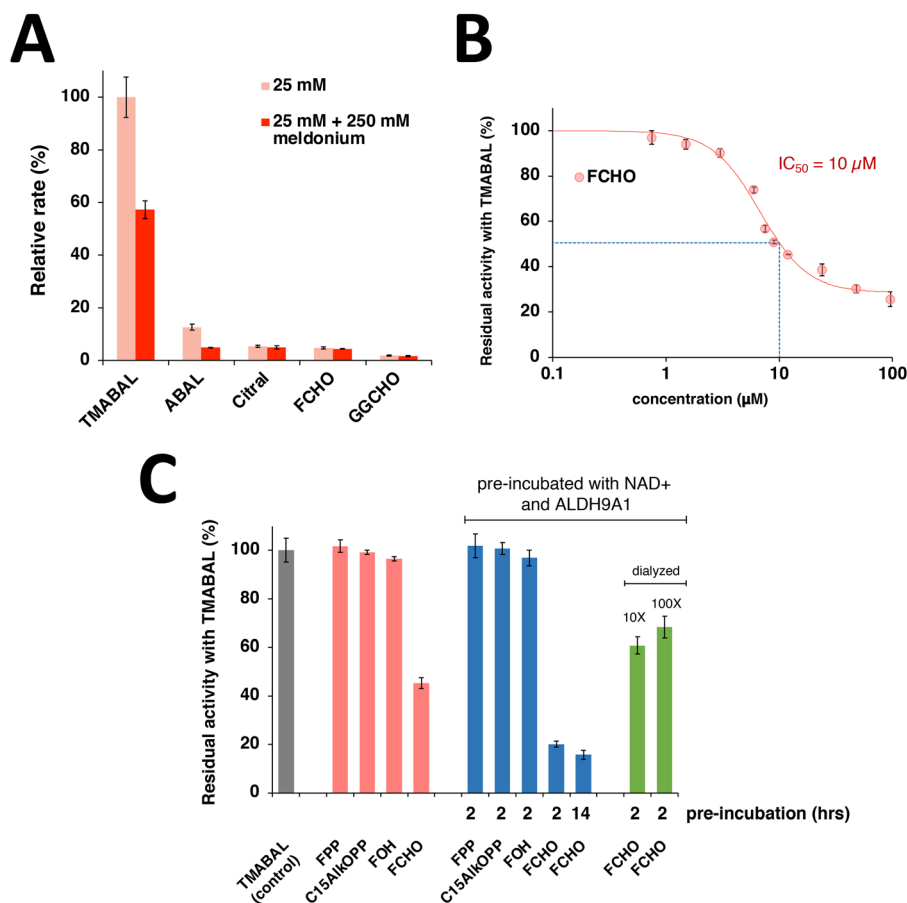 A
Relative rate (%)
100
80
60
40
20
0
25 mM
25 mM + 250 mM
meldonium
TMABAL
ABAL
Citral
FCHO
GGCHO
B
Residual activity with TMABAL (%)
100
80
60
40
20
0
FCHO
IC50 = 10 µM
0.1
1
10
100
concentration (µM)
C
pre-incubated with NAD+
and ALDH9A1
Residual activity with TMABAL (%)
100
80
60
40
20
0
dialyzed
10X
100X
2 2 2 2 14 2 2 pre-incubation (hrs)
TMABAL
(control)
FPP
C15AlkOPP
FOH
FCHO
FPP
C15AlkOPP
FOH
FCHO
FCHO
FCHO
FCHO